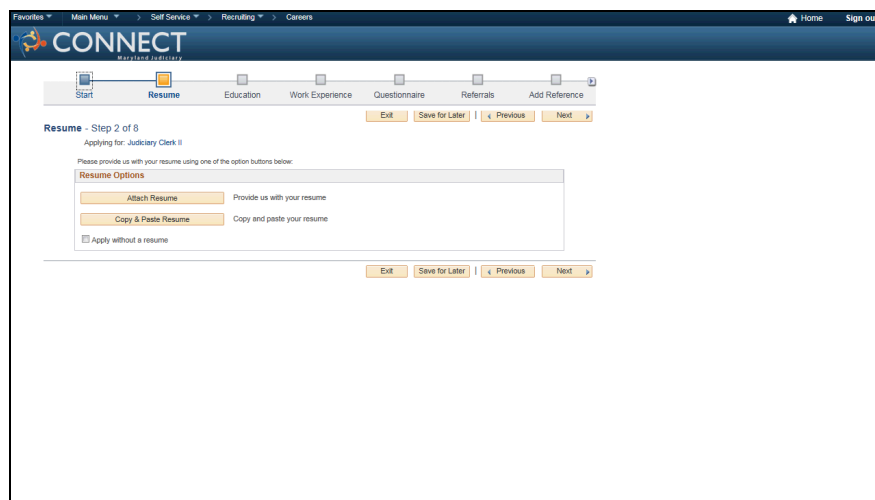 Favorites Main Menu > Self Service > Recruiting > Careers Home Sign ou
CONNECT
Maryland Judiciary
Start Resume Education Work Experience Questionnaire Referrals Add Reference
Exit Save for Later | Previous Next
Resume - Step 2 of 8
Applying for: Judiciary Clerk II
Please provide us with your resume using one of the option buttons below:
Resume Options
Attach Resume Provide us with your resume
Copy & Paste Resume Copy and paste your resume
Apply without a resume
Exit Save for Later | Previous Next